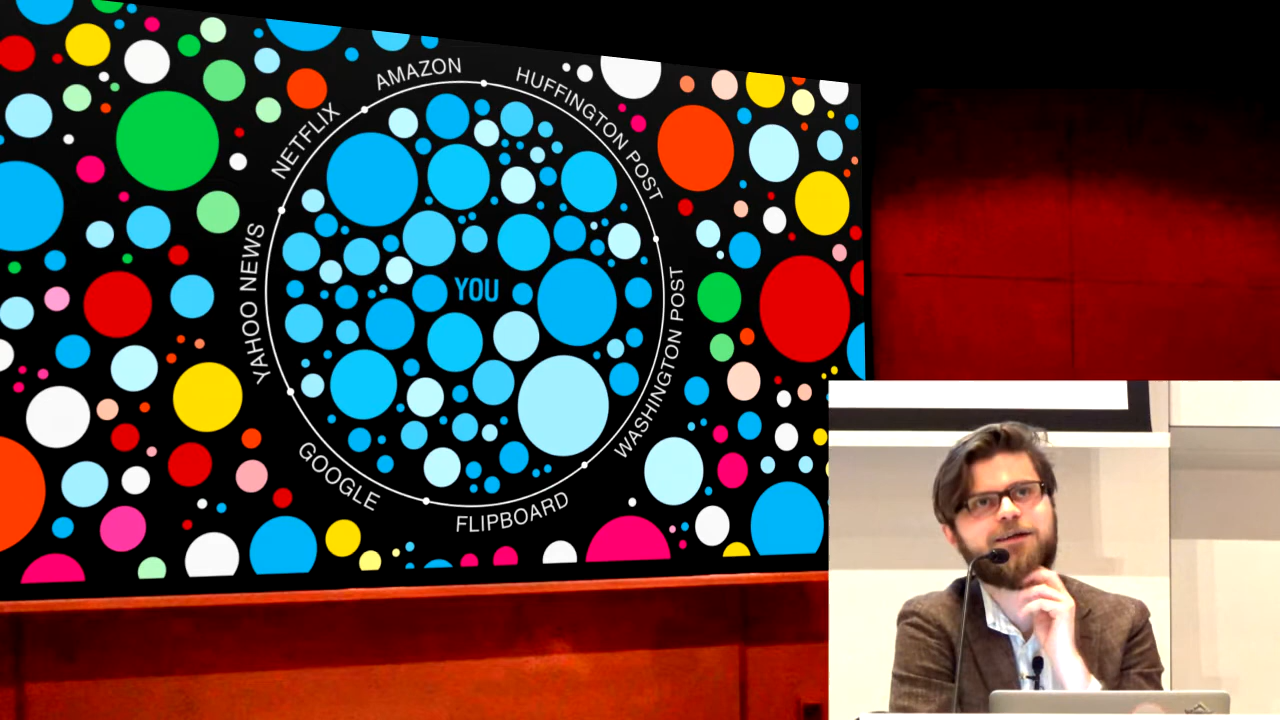 AMAZON
HUFFINGTON POST
NETFLIX
YAHOO NEWS
YOU
WASHINGTON POST
GOOGLE
FLIPBOARD